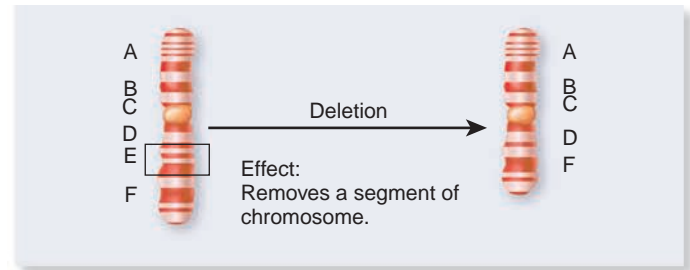 A
B
C
D
E
F
Deletion
Effect:
Removes a segment of
chromosome.
A
B
C
D
F